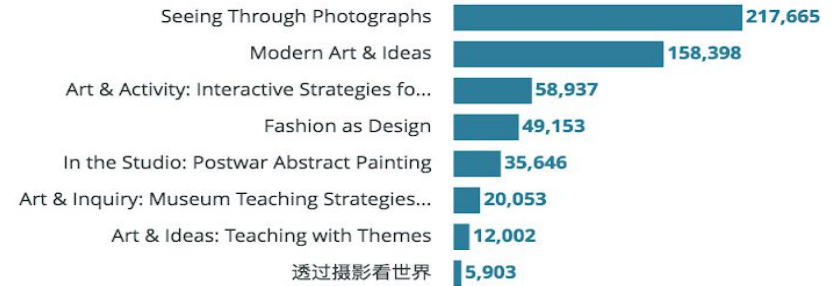 Seeing Through Photographs 217,665
Modern Art & Ideas 158,398
Art & Activity: Interactive Strategies fo... 58,937
Fashion as Design 49,153
In the Studio: Postwar Abstract Painting 35,646
Art & Inquiry: Museum Teaching Strategies... 20,053
Art & Ideas: Teaching with Themes 12,002
透过摄影看世界 5,903